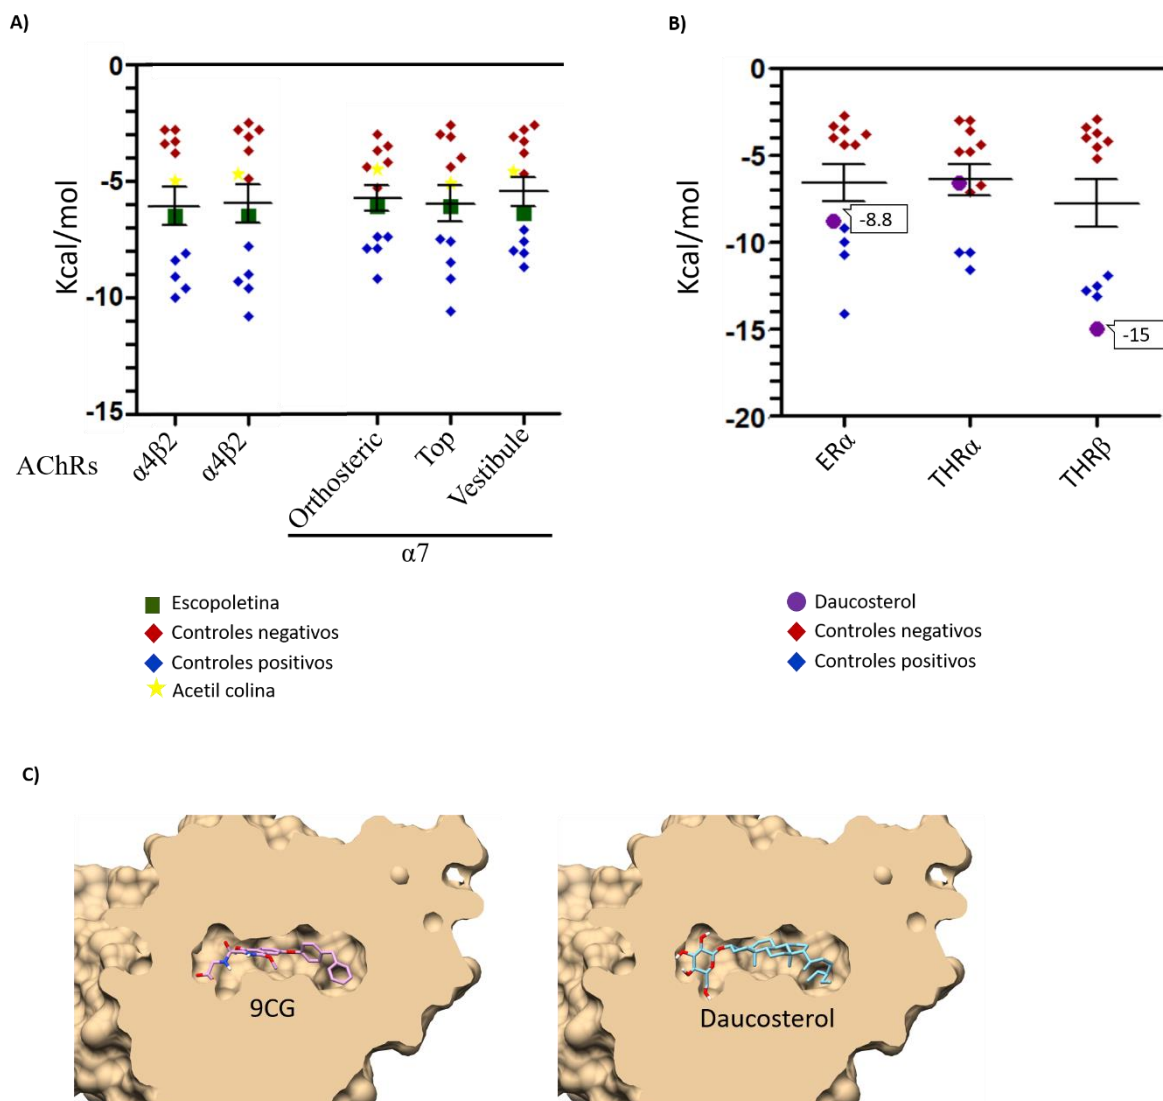 A)
Kcal/mol
0
-5
-10
-15
AChRs
α4β2
α4β2
Orthosteric
Top
Vestibule
α7
Escopoletina
Controles negativos
Controles positivos
Acetil colina
B)
Kcal/mol
0
-5
-10
-15
-20
-8.8
-15
ERα
THRα
THRβ
Daucosterol
Controles negativos
Controles positivos
C)
9CG
Daucosterol